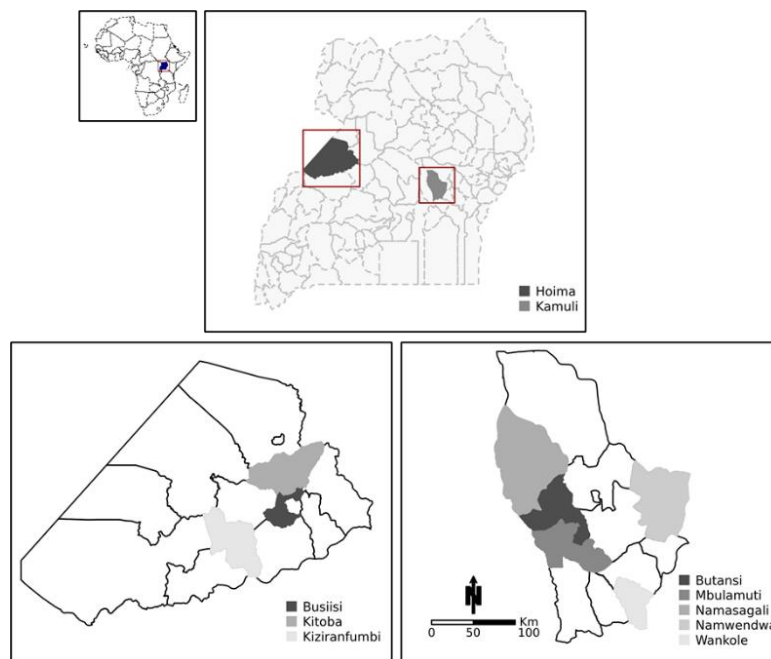 Hoima
Kamuli
Busiisi
Kitoba
Kiziranfumbi
Butansi
Mbulamuti
Namasagali
Namwendwa
Wankole
N
Km
0 50 100